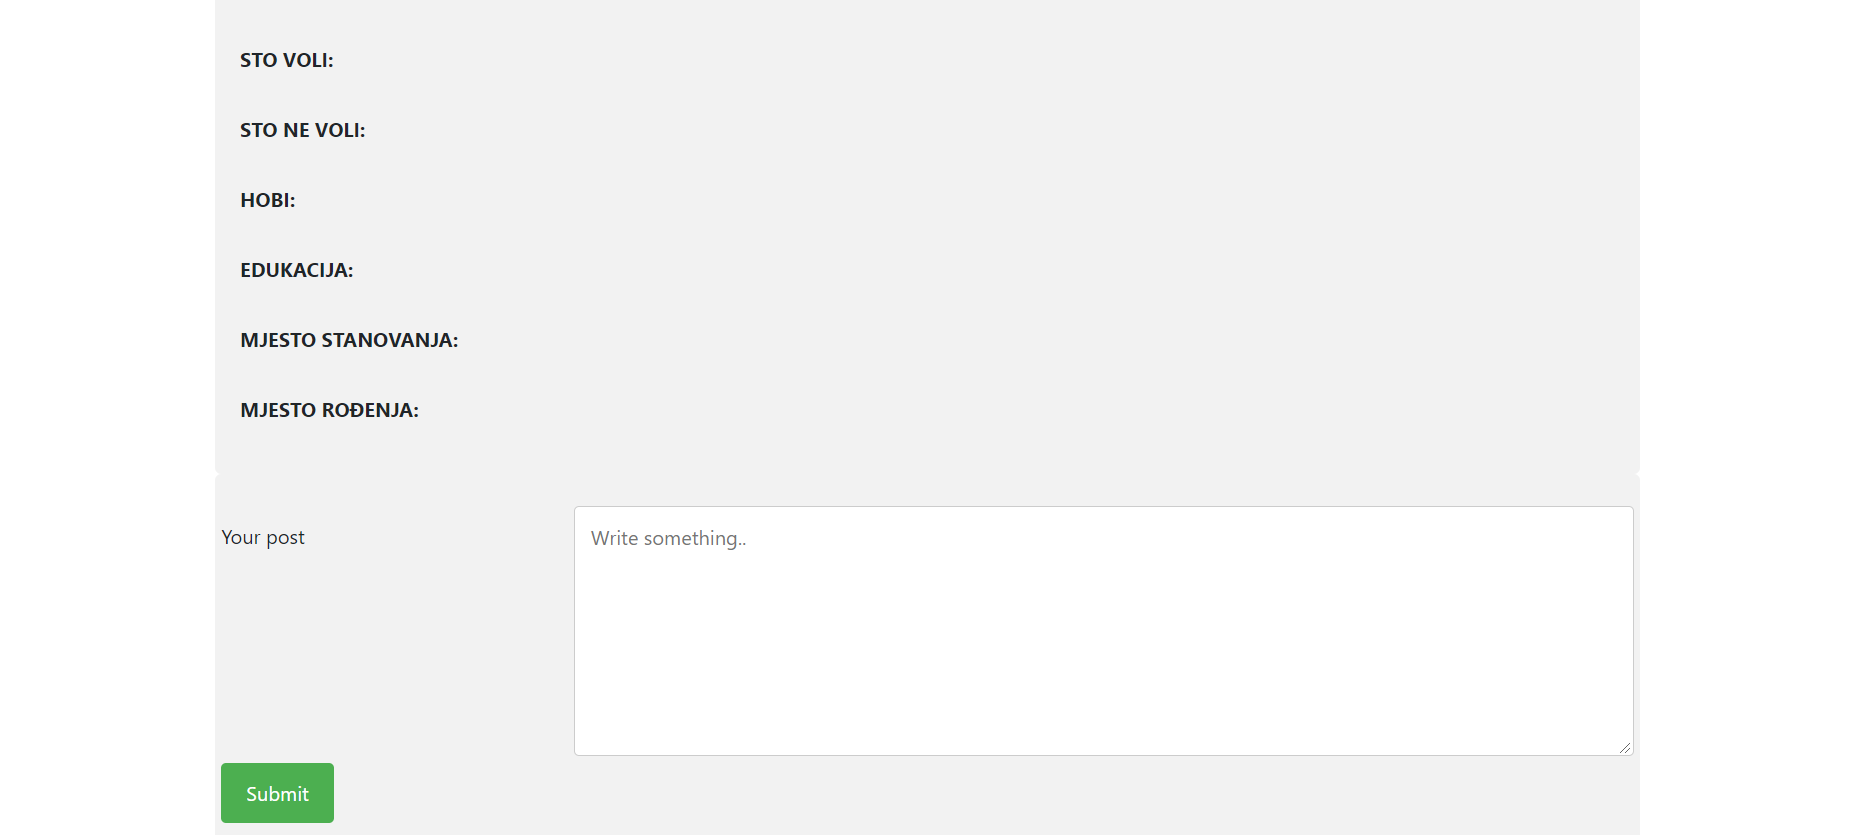 STO VOLI:
STO NE VOLI:
HOBI:
EDUKACIJA:
MJESTO STANOVANJA:
MJESTO ROĐENJA:
Your post
Write something..
Submit